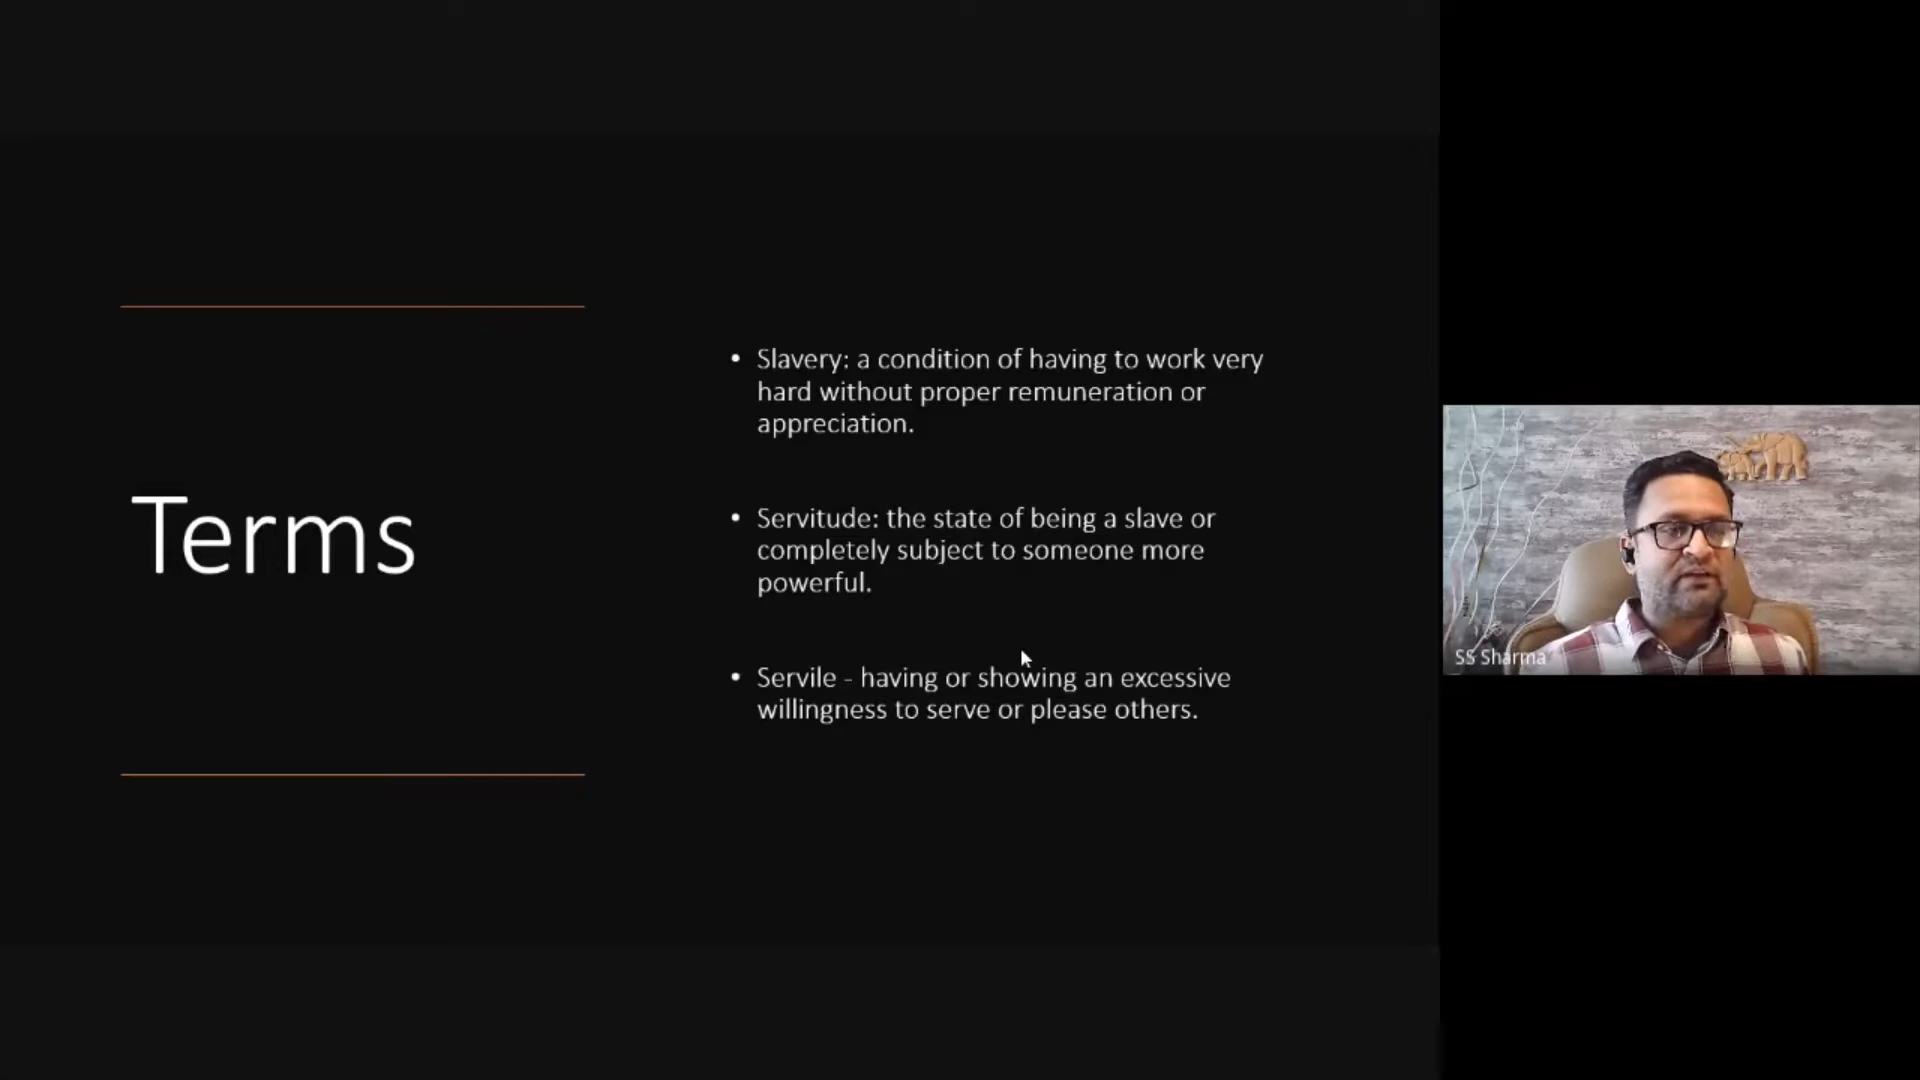 Terms
• Slavery: a condition of having to work very
hard without proper remuneration or
appreciation.
• Servitude: the state of being a slave or
completely subject to someone more
powerful.
• Servile - having or showing an excessive
willingness to serve or please others.
SS Sharma